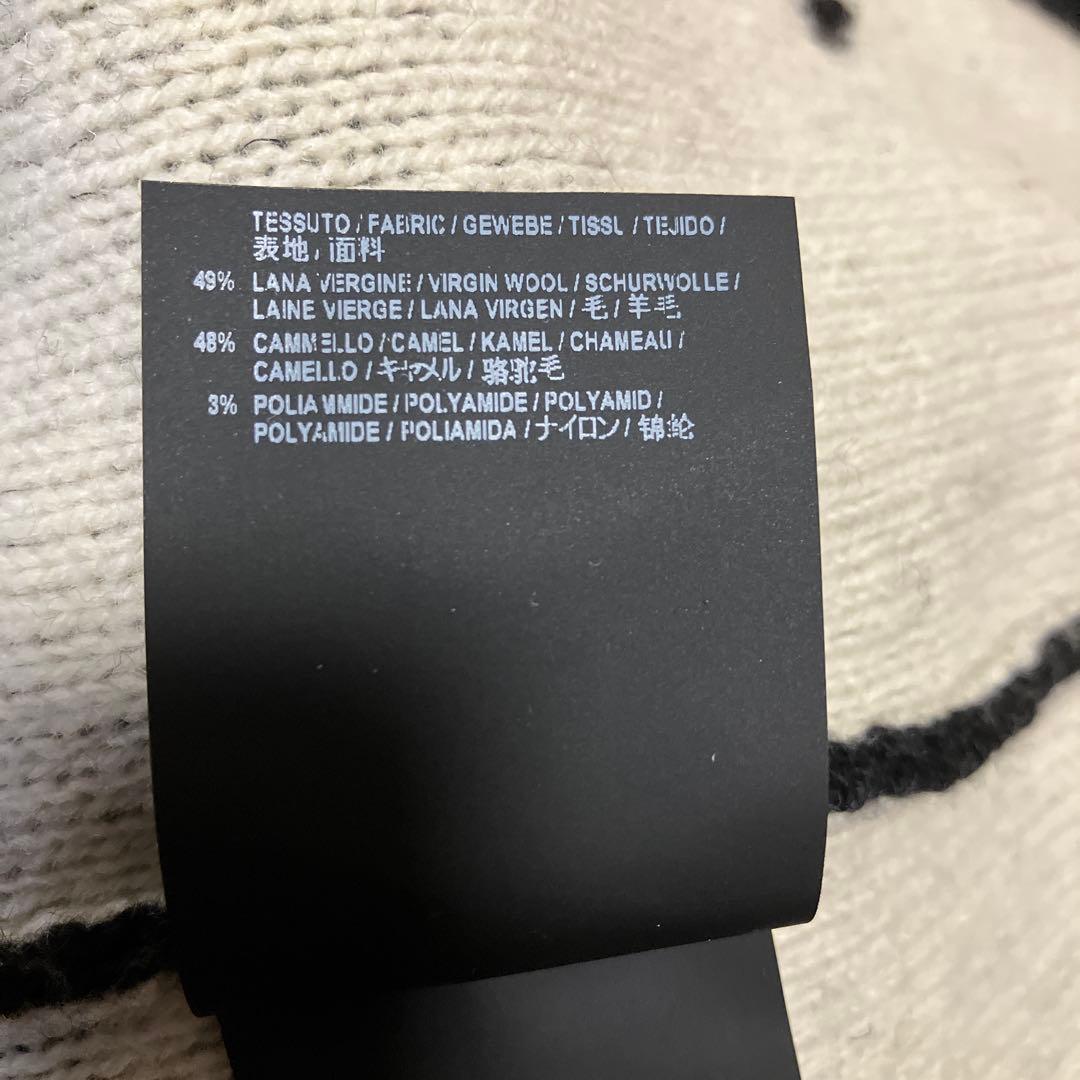 TESSUTO / FABRIC / GEWEBE / TISSU / TEJIDO /
表地 / 面料
49% LANA VERGINE / VIRGIN WOOL / SCHURWOLLE /
LAINE VIERGE / LANA VIRGEN / 毛 / 羊毛
48% CAMMELLO / CAMEL / KAMEL / CHAMEAU /
CAMELLO / キャメル / 骆驼毛
3% POLIAMMIDE / POLYAMIDE / POLYAMID /
POLYAMIDE / POLIAMIDA / ナイロン / 锦纶